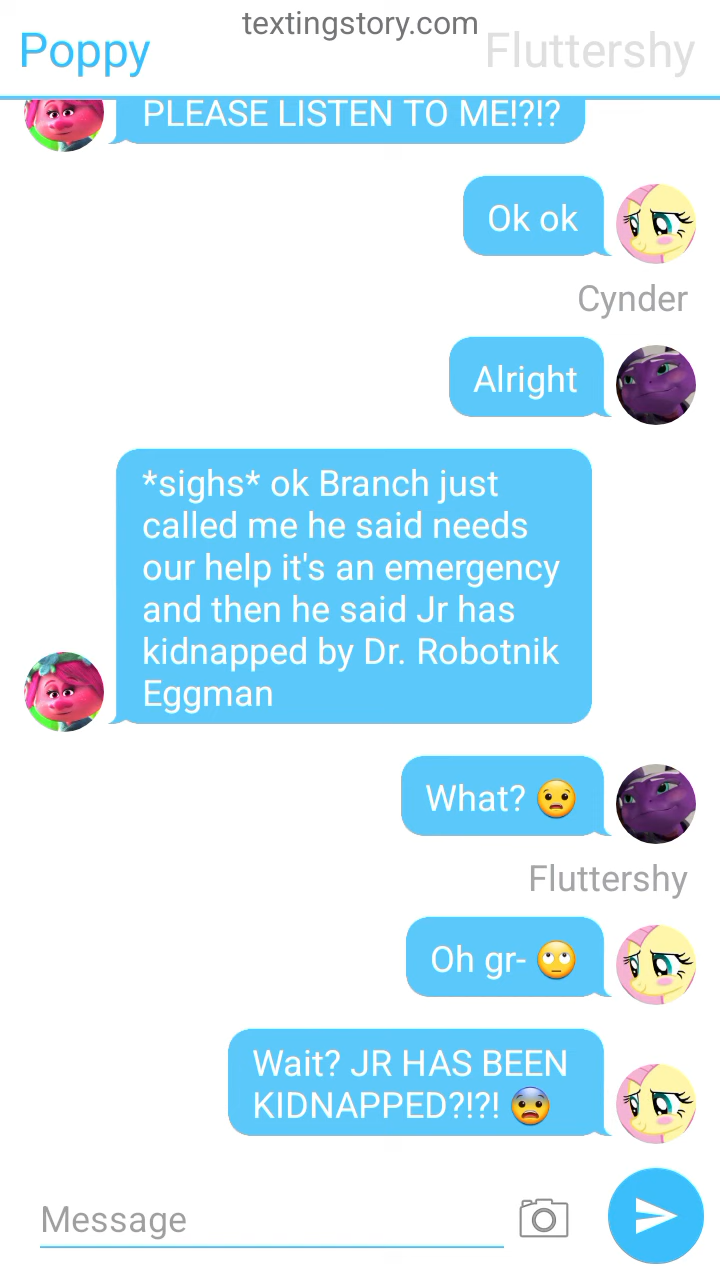 textingstory.com
Poppy
Fluttershy
PLEASE LISTEN TO ME!?!?
Ok ok
Cynder
Alright
*sighs* ok Branch just
called me he said needs
our help it's an emergency
and then he said Jr has
kidnapped by Dr. Robotnik
Eggman
What? 😦
Fluttershy
Oh gr- 🙄
Wait? JR HAS BEEN
KIDNAPPED?!?! 😨
Message